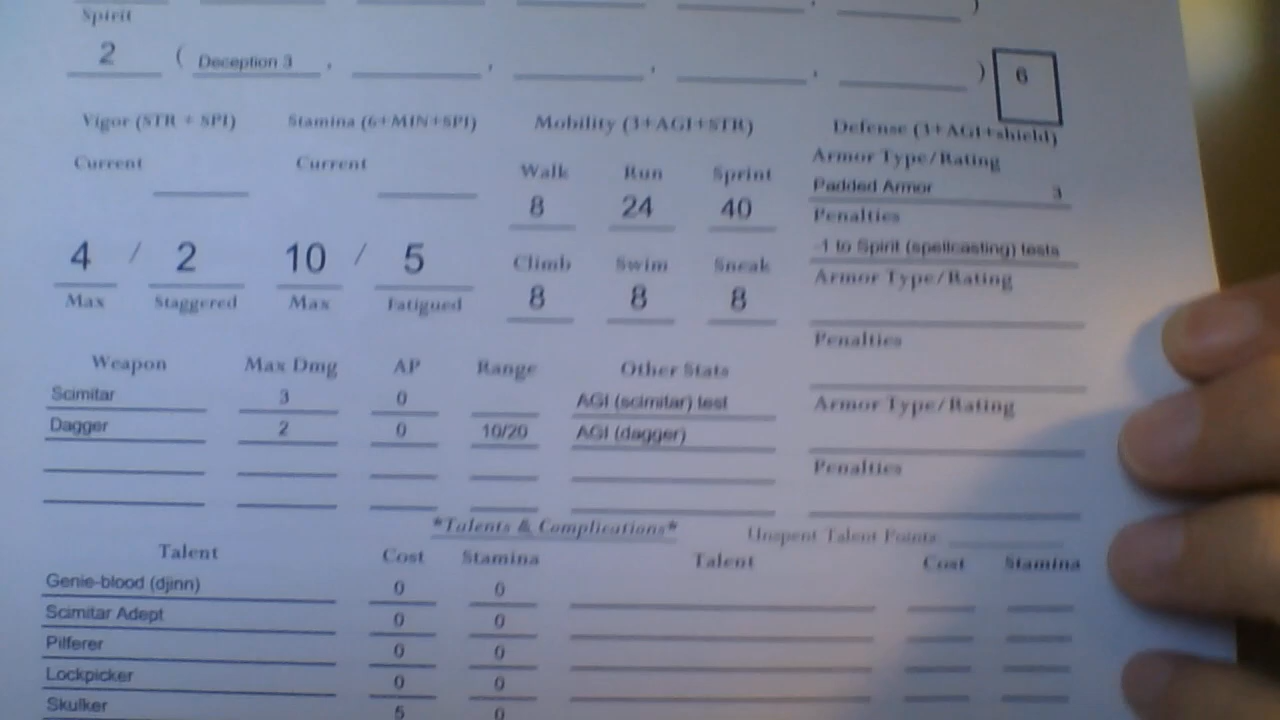 Spirit
2 ( Deception 3 , , , , ) 6
Vigor (STR + SPI) Stamina (6+MIN+SPI) Mobility (3+AGI+STR) Defense (3+AGI+shield)
Current Current Walk Run Sprint Armor Type/Rating
8 24 40 Padded Armor 3
Penalties
4 / 2 10 / 5 Climb Swim Sneak -1 to Spirit (spellcasting) tests
Max Staggered Max Fatigued 8 8 8 Armor Type/Rating
Penalties
Weapon Max Dmg AP Range Other Stats
Scimitar 3 0 AGI (scimitar) test Armor Type/Rating
Dagger 2 0 10/20 AGI (dagger)
Penalties
*Talents & Complications* Unspent Talent Points
Talent Cost Stamina Talent Cost Stamina
Genie-blood (djinn) 0 0
Scimitar Adept 0 0
Pilferer 0 0
Lockpicker 0 0
Skulker 5 0